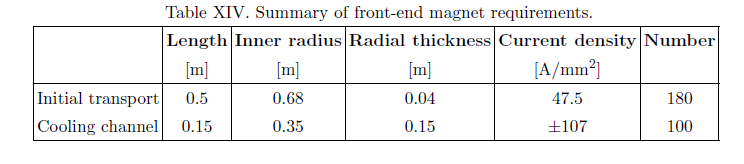 Table XIV. Summary of front-end magnet requirements.
Length Inner radius Radial thickness Current density Number
[m] [m] [m] [A/mm²]
Initial transport 0.5 0.68 0.04 47.5 180
Cooling channel 0.15 0.35 0.15 ±107 100